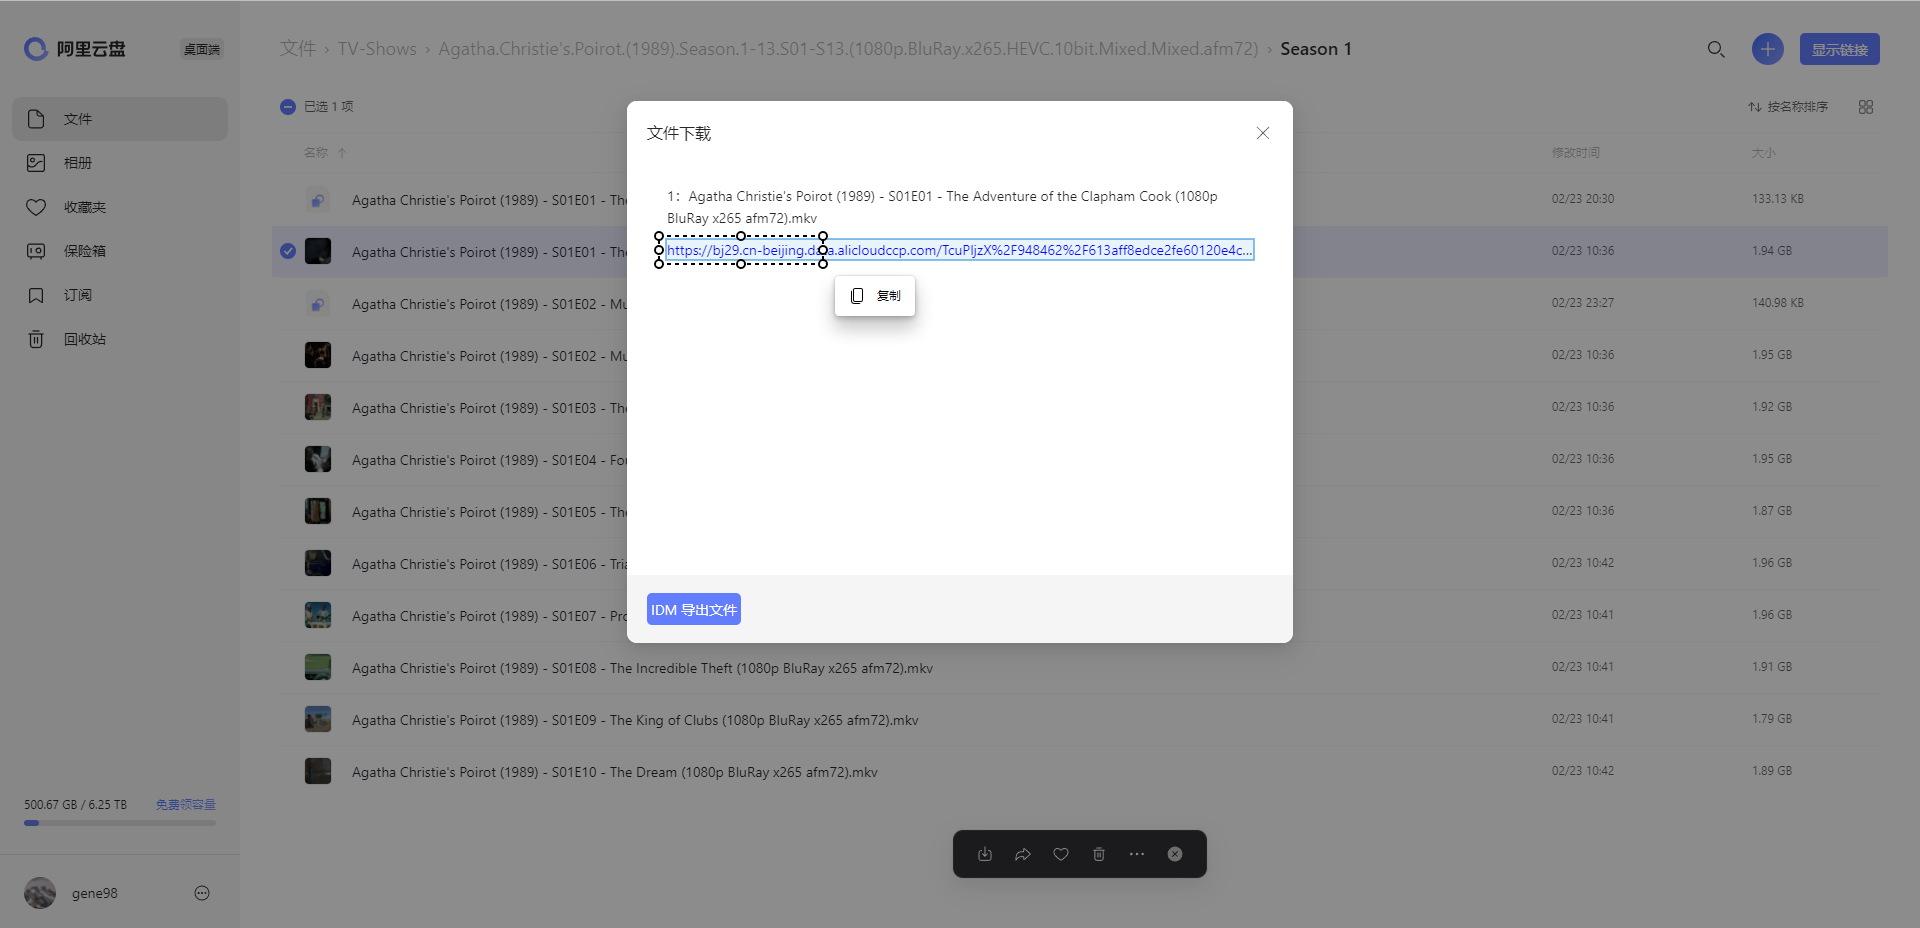 阿里云盘
桌面端
文件 › TV-Shows › Agatha.Christie's.Poirot.(1989).Season.1-13.S01-S13.(1080p.BluRay.x265.HEVC.10bit.Mixed.Mixed.afm72) › Season 1
显示链接
文件
相册
收藏夹
保险箱
订阅
回收站
已选 1 项
按名称排序
名称
修改时间
大小
Agatha Christie's Poirot (1989) - S01E01 -
02/23 20:30
133.13 KB
Agatha Christie's Poirot (1989) - S01E01 -
02/23 10:36
1.94 GB
Agatha Christie's Poirot (1989) - S01E02 -
02/23 23:27
140.98 KB
Agatha Christie's Poirot (1989) - S01E02 -
02/23 10:36
1.95 GB
Agatha Christie's Poirot (1989) - S01E03 -
02/23 10:36
1.92 GB
Agatha Christie's Poirot (1989) - S01E04 -
02/23 10:36
1.95 GB
Agatha Christie's Poirot (1989) - S01E05 -
02/23 10:36
1.87 GB
Agatha Christie's Poirot (1989) - S01E06 -
02/23 10:42
1.96 GB
Agatha Christie's Poirot (1989) - S01E07 -
02/23 10:41
1.96 GB
Agatha Christie's Poirot (1989) - S01E08 - The Incredible Theft (1080p BluRay x265 afm72).mkv
02/23 10:41
1.91 GB
Agatha Christie's Poirot (1989) - S01E09 - The King of Clubs (1080p BluRay x265 afm72).mkv
02/23 10:41
1.79 GB
Agatha Christie's Poirot (1989) - S01E10 - The Dream (1080p BluRay x265 afm72).mkv
02/23 10:42
1.89 GB
文件下载
1：Agatha Christie's Poirot (1989) - S01E01 - The Adventure of the Clapham Cook (1080p
BluRay x265 afm72).mkv
https://bj29.cn-beijing.data.alicloudccp.com/TcuPIjzX%2F948462%2F613aff8edce2fe60120e4c...
复制
IDM 导出文件
500.67 GB / 6.25 TB
免费领容量
gene98